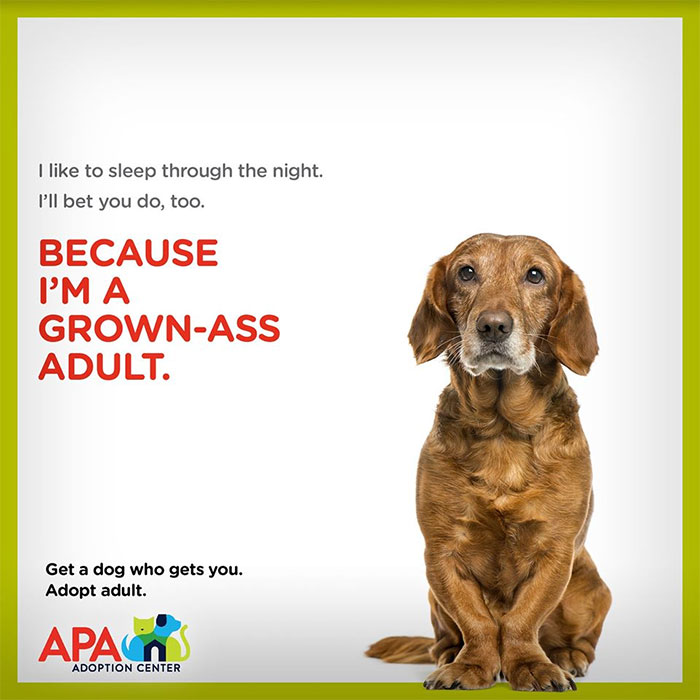 I like to sleep through the night.
I’ll bet you do, too.
BECAUSE
I’M A
GROWN-ASS
ADULT.
Get a dog who gets you.
Adopt adult.
APA
ADOPTION CENTER